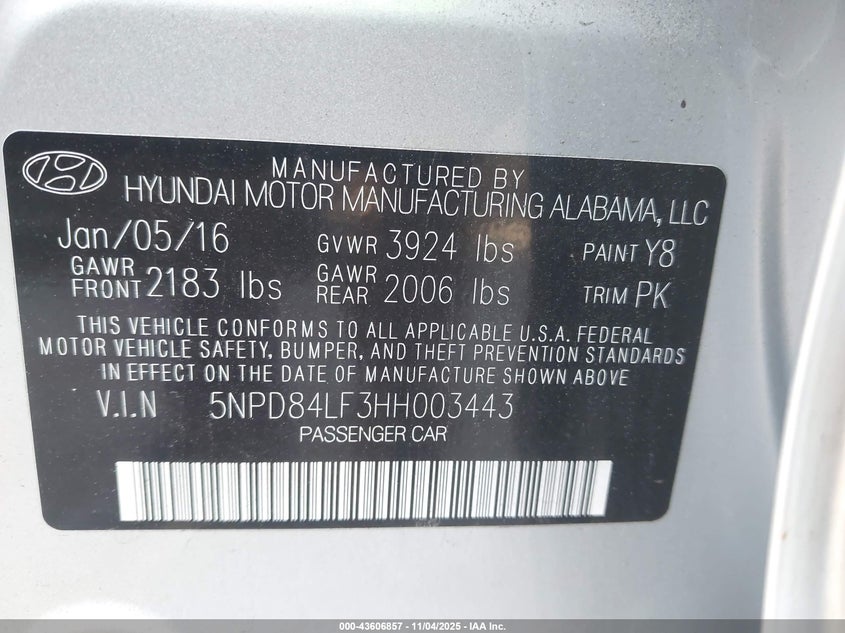 MANUFACTURED BY
HYUNDAI MOTOR MANUFACTURING ALABAMA, LLC
Jan/05/16 GVWR 3924 lbs PAINT Y8
GAWR FRONT 2183 lbs GAWR REAR 2006 lbs TRIM PK
THIS VEHICLE CONFORMS TO ALL APPLICABLE U.S.A. FEDERAL
MOTOR VEHICLE SAFETY, BUMPER, AND THEFT PREVENTION STANDARDS
IN EFFECT ON THE DATE OF MANUFACTURE SHOWN ABOVE
V.I.N 5NPD84LF3HH003443
PASSENGER CAR
000-43606857 - 11/04/2025 - IAA Inc.